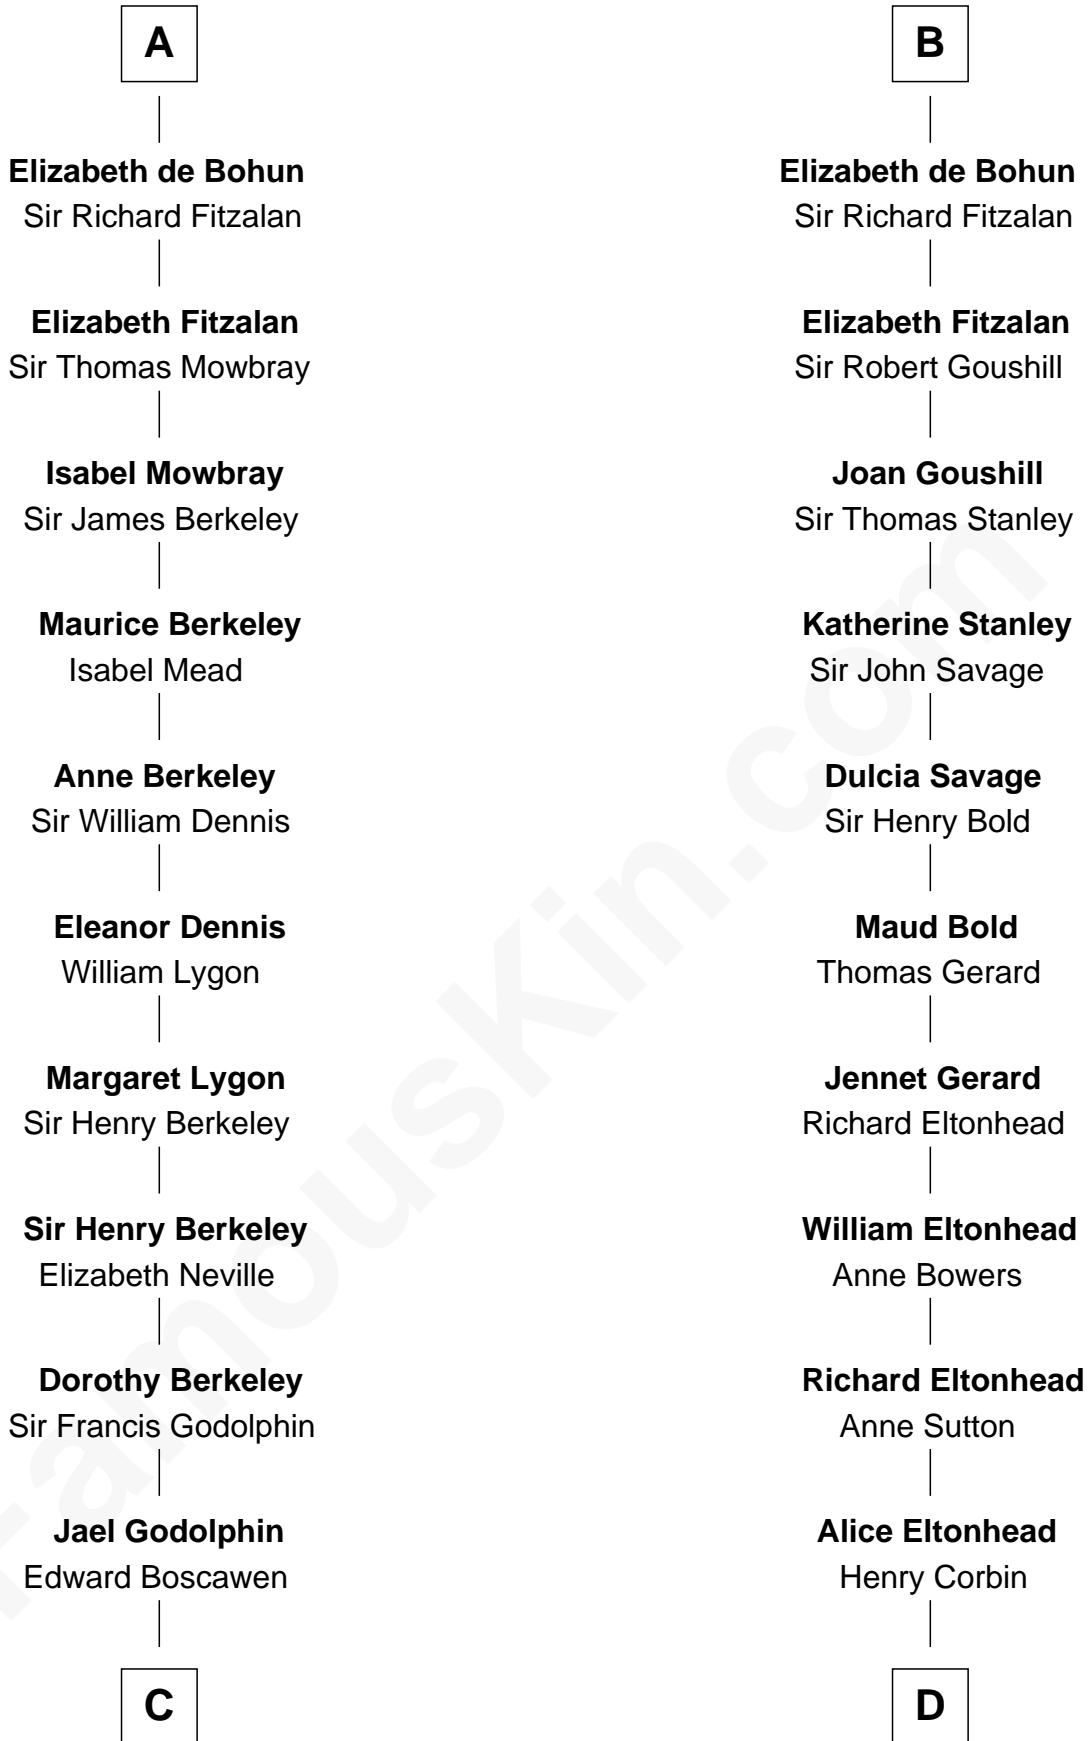 A
Elizabeth de Bohun
Sir Richard Fitzalan
Elizabeth Fitzalan
Sir Thomas Mowbray
Isabel Mowbray
Sir James Berkeley
Maurice Berkeley
Isabel Mead
Anne Berkeley
Sir William Dennis
Eleanor Dennis
William Lygon
Margaret Lygon
Sir Henry Berkeley
Sir Henry Berkeley
Elizabeth Neville
Dorothy Berkeley
Sir Francis Godolphin
Jael Godolphin
Edward Boscawen
C
B
Elizabeth de Bohun
Sir Richard Fitzalan
Elizabeth Fitzalan
Sir Robert Goushill
Joan Goushill
Sir Thomas Stanley
Katherine Stanley
Sir John Savage
Dulcia Savage
Sir Henry Bold
Maud Bold
Thomas Gerard
Jennet Gerard
Richard Eltonhead
William Eltonhead
Anne Bowers
Richard Eltonhead
Anne Sutton
Alice Eltonhead
Henry Corbin
D
FamousKin.com